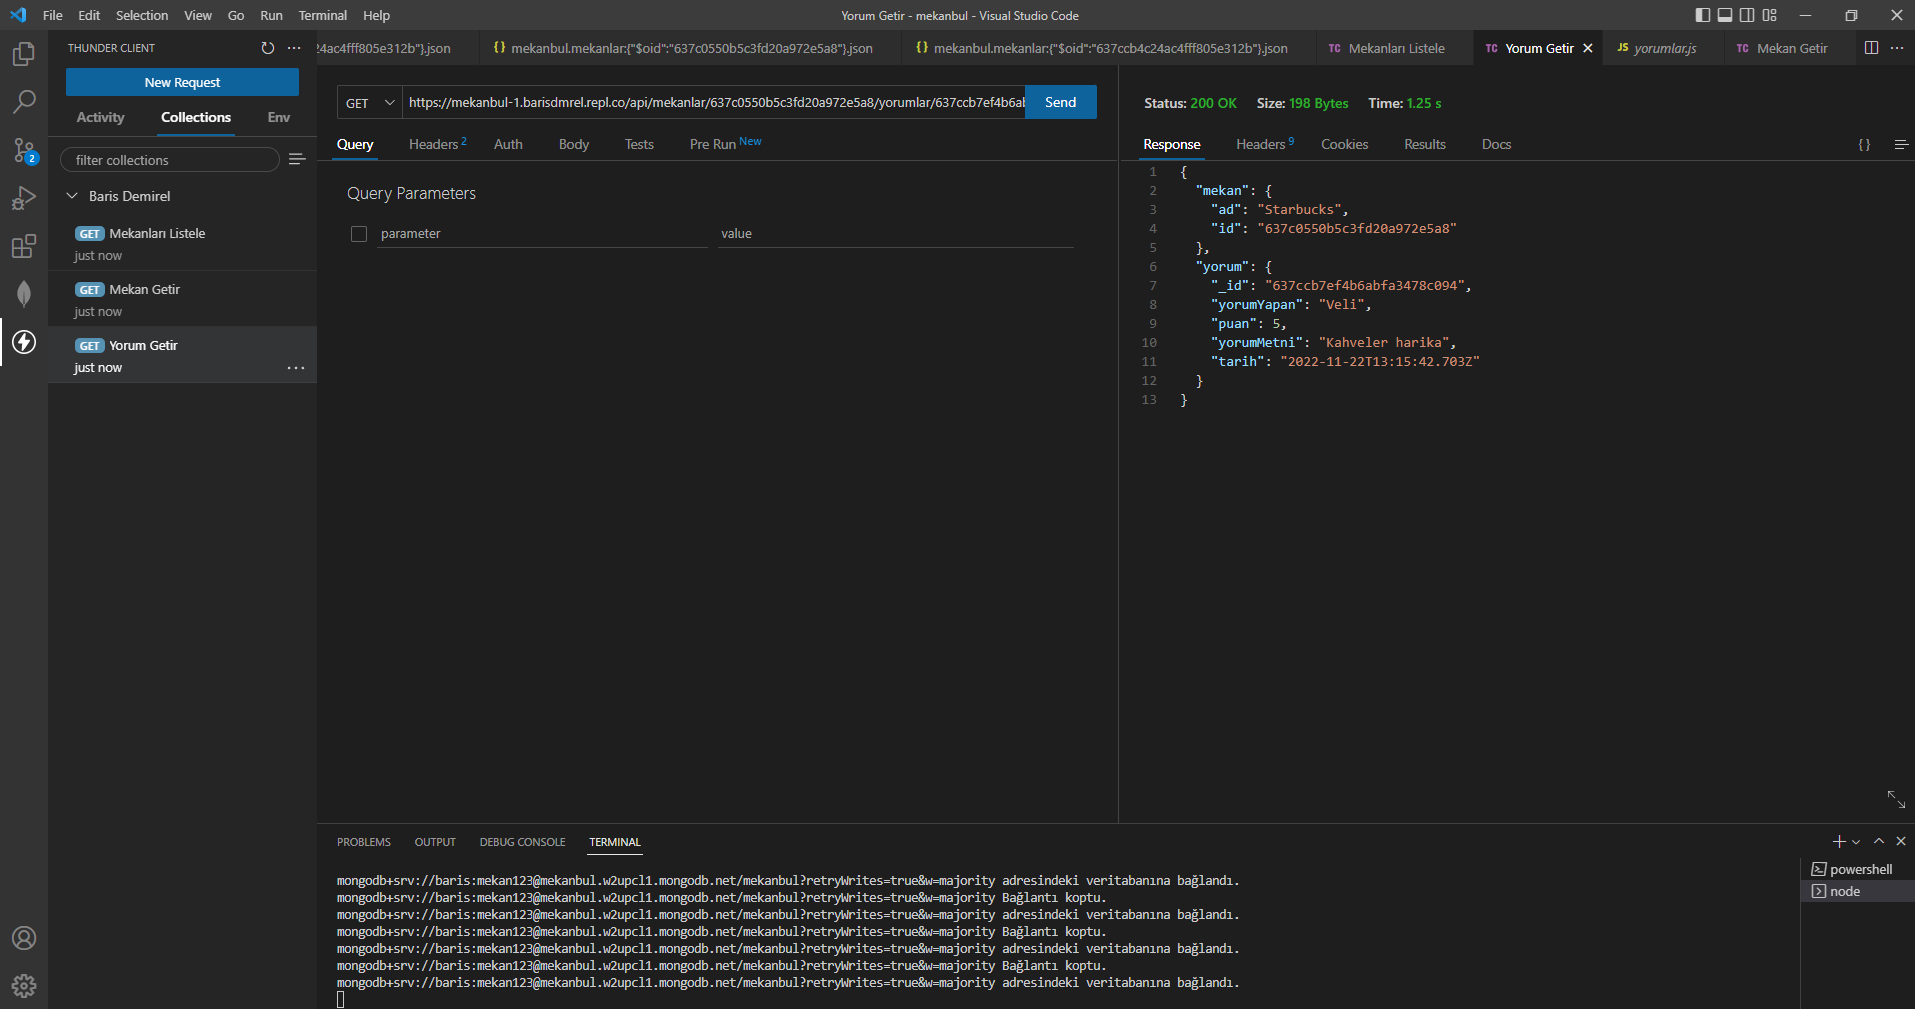 File Edit Selection View Go Run Terminal Help
Yorum Getir - mekanbul - Visual Studio Code
THUNDER CLIENT
24ac4fff805e312b"}.json
{} mekanbul.mekanlar:{"$oid":"637c0550b5c3fd20a972e5a8"}.json
{} mekanbul.mekanlar:{"$oid":"637ccb4c24ac4fff805e312b"}.json
TC Mekanları Listele
TC Yorum Getir
JS yorumlar.js
TC Mekan Getir
New Request
Activity Collections Env
filter collections
2
Baris Demirel
GET Mekanları Listele
just now
GET Mekan Getir
just now
GET Yorum Getir
just now
GET
https://mekanbul-1.barisdmrel.repl.co/api/mekanlar/637c0550b5c3fd20a972e5a8/yorumlar/637ccb7ef4b6ab
Send
Query Headers 2 Auth Body Tests Pre Run New
Query Parameters
parameter value
Status: 200 OK Size: 198 Bytes Time: 1.25 s
Response Headers 9 Cookies Results Docs {}
1 {
2 "mekan": {
3 "ad": "Starbucks",
4 "id": "637c0550b5c3fd20a972e5a8"
5 },
6 "yorum": {
7 "_id": "637ccb7ef4b6abfa3478c094",
8 "yorumYapan": "Veli",
9 "puan": 5,
10 "yorumMetni": "Kahveler harika",
11 "tarih": "2022-11-22T13:15:42.703Z"
12 }
13 }
PROBLEMS OUTPUT DEBUG CONSOLE TERMINAL
mongodb+srv://baris:mekan123@mekanbul.w2upcl1.mongodb.net/mekanbul?retryWrites=true&w=majority adresindeki veritabanına bağlandı.
mongodb+srv://baris:mekan123@mekanbul.w2upcl1.mongodb.net/mekanbul?retryWrites=true&w=majority Bağlantı koptu.
mongodb+srv://baris:mekan123@mekanbul.w2upcl1.mongodb.net/mekanbul?retryWrites=true&w=majority adresindeki veritabanına bağlandı.
mongodb+srv://baris:mekan123@mekanbul.w2upcl1.mongodb.net/mekanbul?retryWrites=true&w=majority Bağlantı koptu.
mongodb+srv://baris:mekan123@mekanbul.w2upcl1.mongodb.net/mekanbul?retryWrites=true&w=majority adresindeki veritabanına bağlandı.
mongodb+srv://baris:mekan123@mekanbul.w2upcl1.mongodb.net/mekanbul?retryWrites=true&w=majority Bağlantı koptu.
mongodb+srv://baris:mekan123@mekanbul.w2upcl1.mongodb.net/mekanbul?retryWrites=true&w=majority adresindeki veritabanına bağlandı.
powershell
node